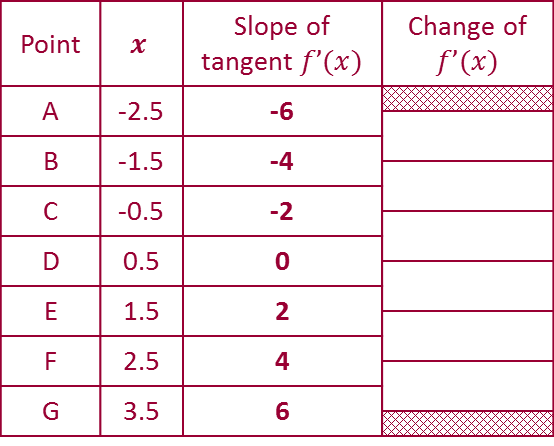 Point x Slope of tangent f’(x) Change of f’(x)
A -2.5 -6
B -1.5 -4
C -0.5 -2
D 0.5 0
E 1.5 2
F 2.5 4
G 3.5 6